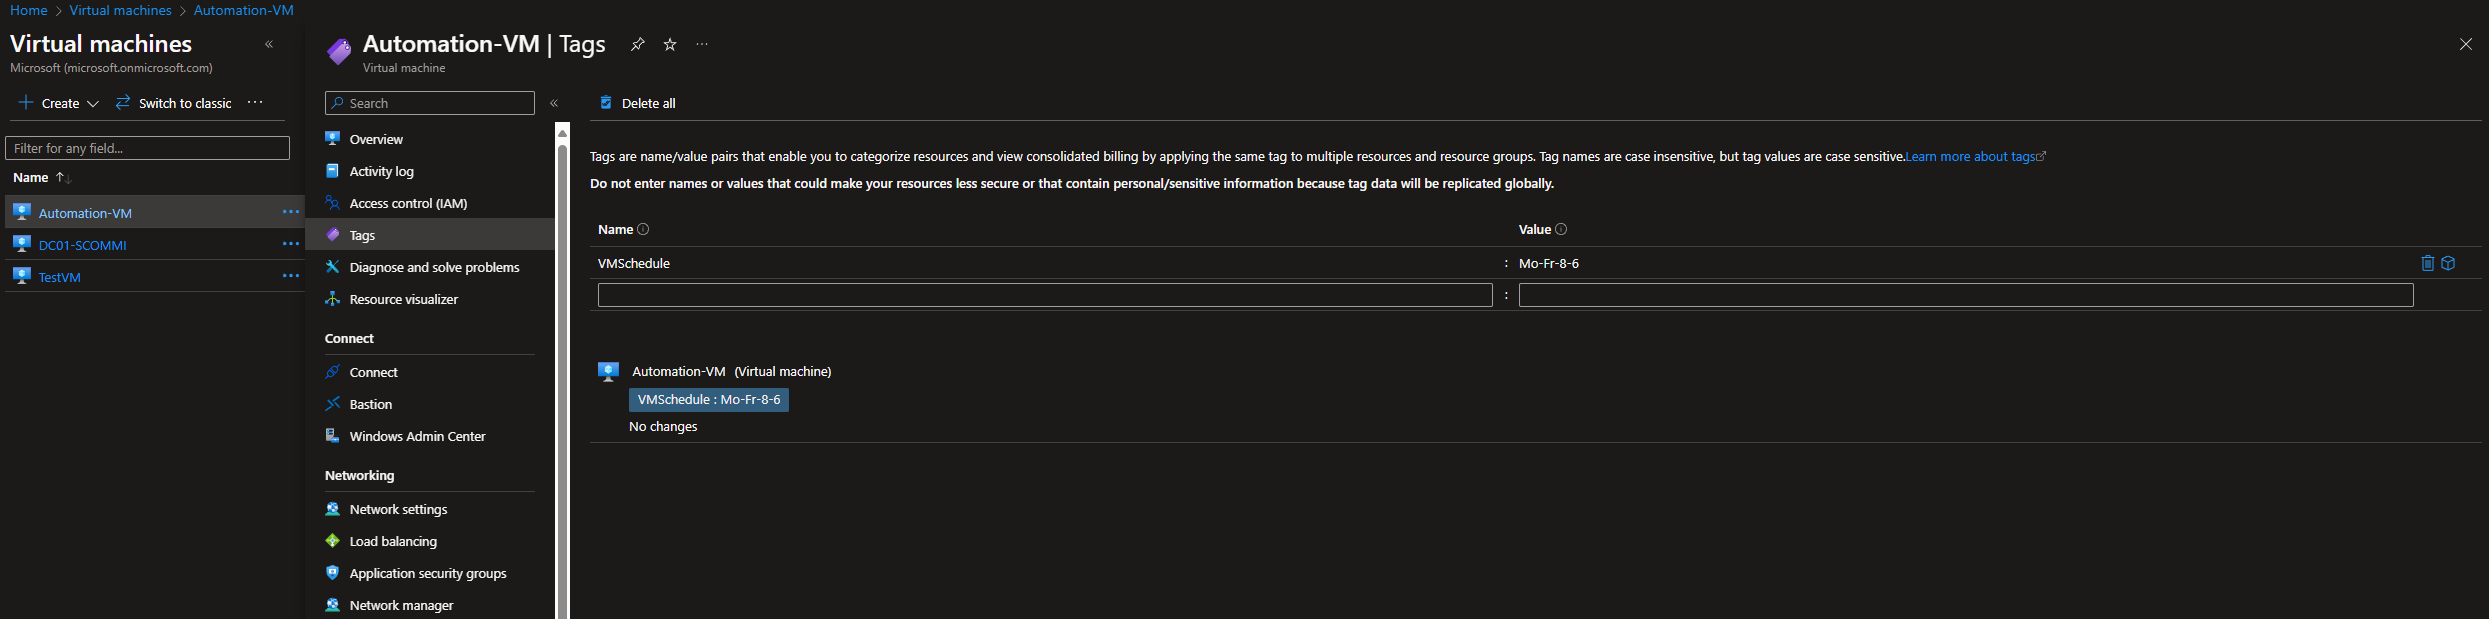 Home > Virtual machines > Automation-VM
Virtual machines
Microsoft (microsoft.onmicrosoft.com)
Create
Switch to classic
Filter for any field...
Name
Automation-VM
DC01-SCOMMI
TestVM
Automation-VM | Tags
Virtual machine
Search
Overview
Activity log
Access control (IAM)
Tags
Diagnose and solve problems
Resource visualizer
Connect
Connect
Bastion
Windows Admin Center
Networking
Network settings
Load balancing
Application security groups
Network manager
Delete all
Tags are name/value pairs that enable you to categorize resources and view consolidated billing by applying the same tag to multiple resources and resource groups. Tag names are case insensitive, but tag values are case sensitive.Learn more about tags
Do not enter names or values that could make your resources less secure or that contain personal/sensitive information because tag data will be replicated globally.
Name Value
VMSchedule : Mo-Fr-8-6
:
Automation-VM (Virtual machine)
VMSchedule : Mo-Fr-8-6
No changes